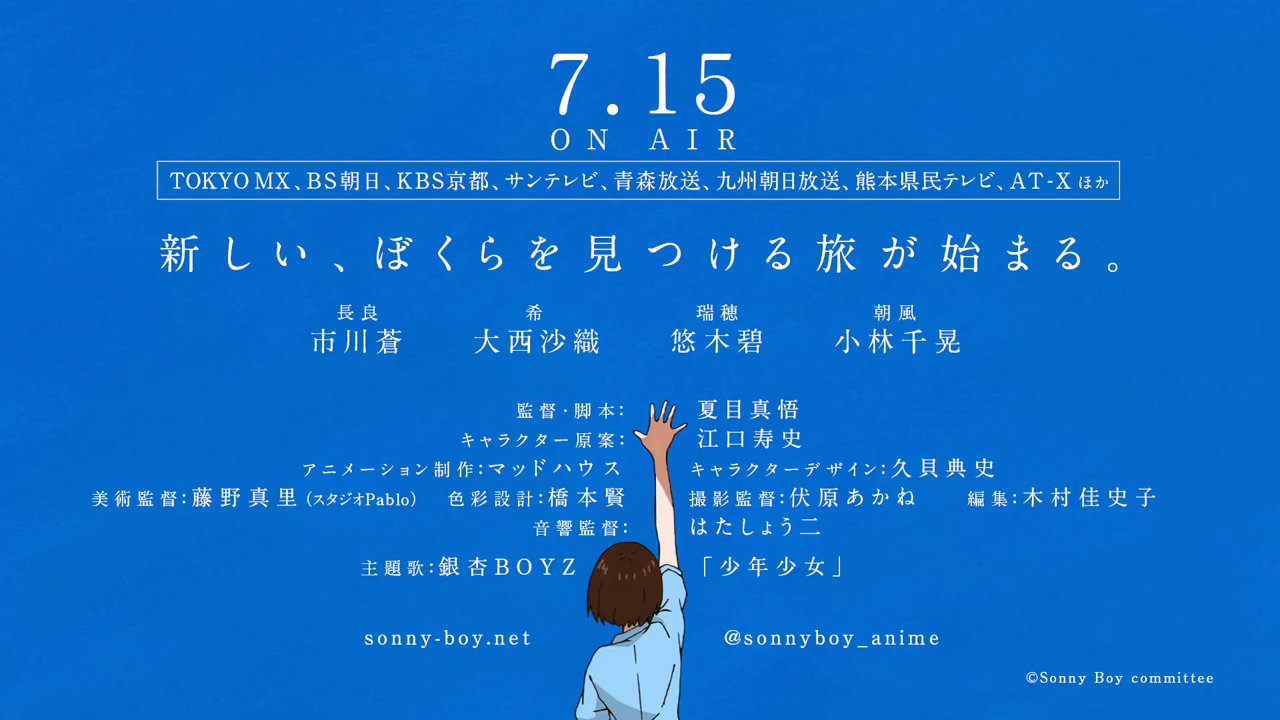 7.15
ON AIR
TOKYO MX、BS朝日、KBS京都、サンテレビ、青森放送、九州朝日放送、熊本県民テレビ、AT-X ほか
新しい、ぼくらを見つける旅が始まる。
長良 希 瑞穂 朝風
市川蒼 大西沙織 悠木碧 小林千晃
監督・脚本: 夏目真悟
キャラクター原案: 江口寿史
アニメーション制作:マッドハウス キャラクターデザイン:久貝典史
美術監督:藤野真里(スタジオPablo) 色彩設計:橋本賢 撮影監督:伏原あかね 編集:木村佳史子
音響監督: はたしょう二
主題歌:銀杏BOYZ 「少年少女」
sonny-boy.net @sonnyboy_anime
©Sonny Boy committee